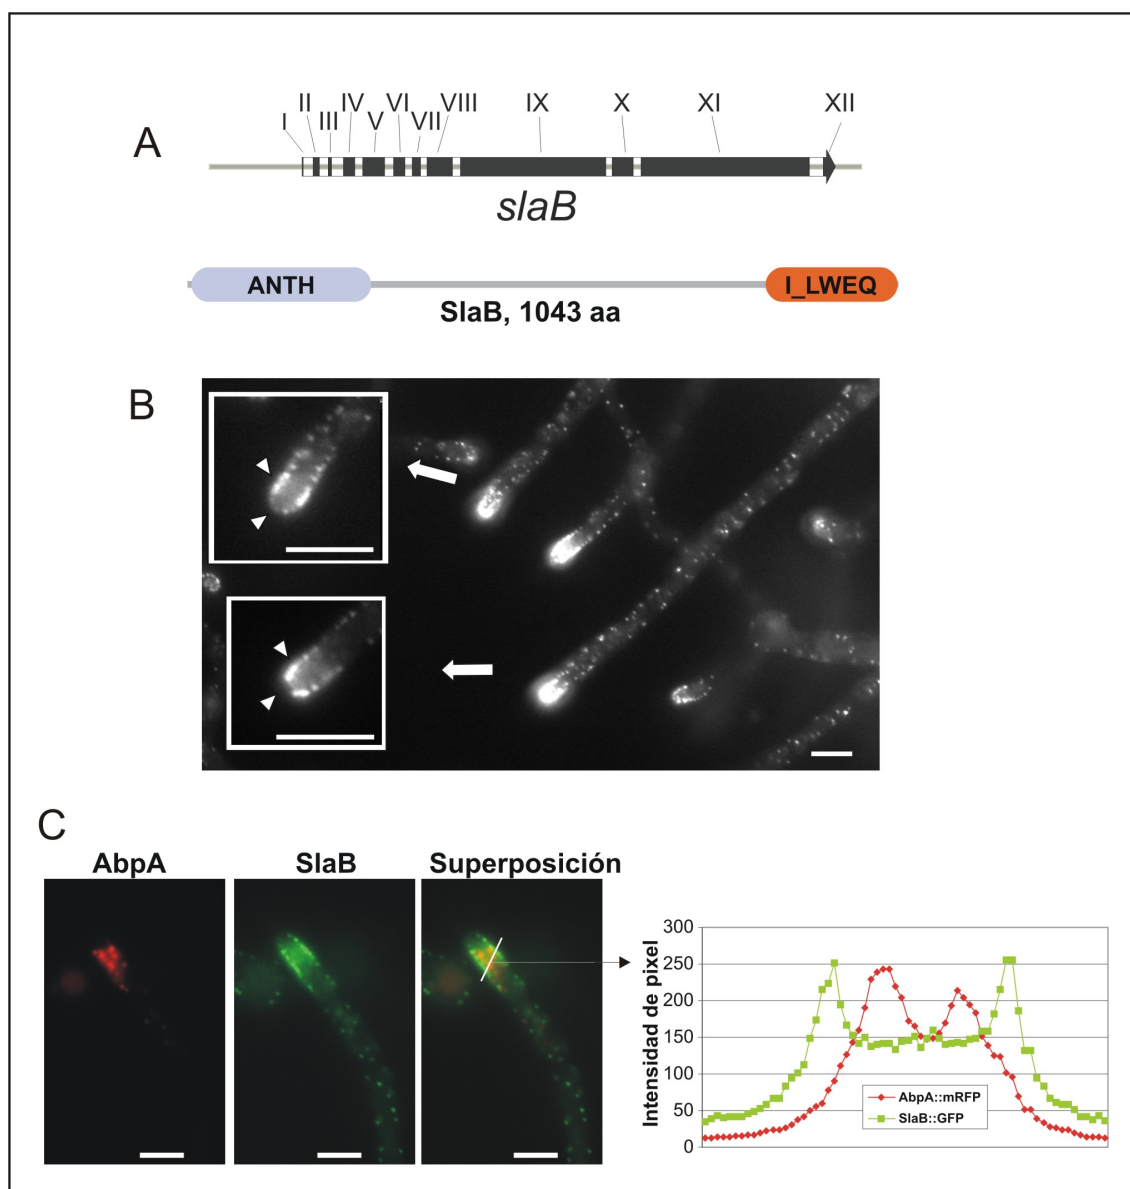 A
I II III IV V VI VII VIII IX X XI XII
slaB
ANTH I_LWEQ
SlaB, 1043 aa
B
C
AbpA SlaB Superposición
Intensidad de pixel
300
250
200
150
100
50
0
AbpA::mRFP
SlaB::GFP